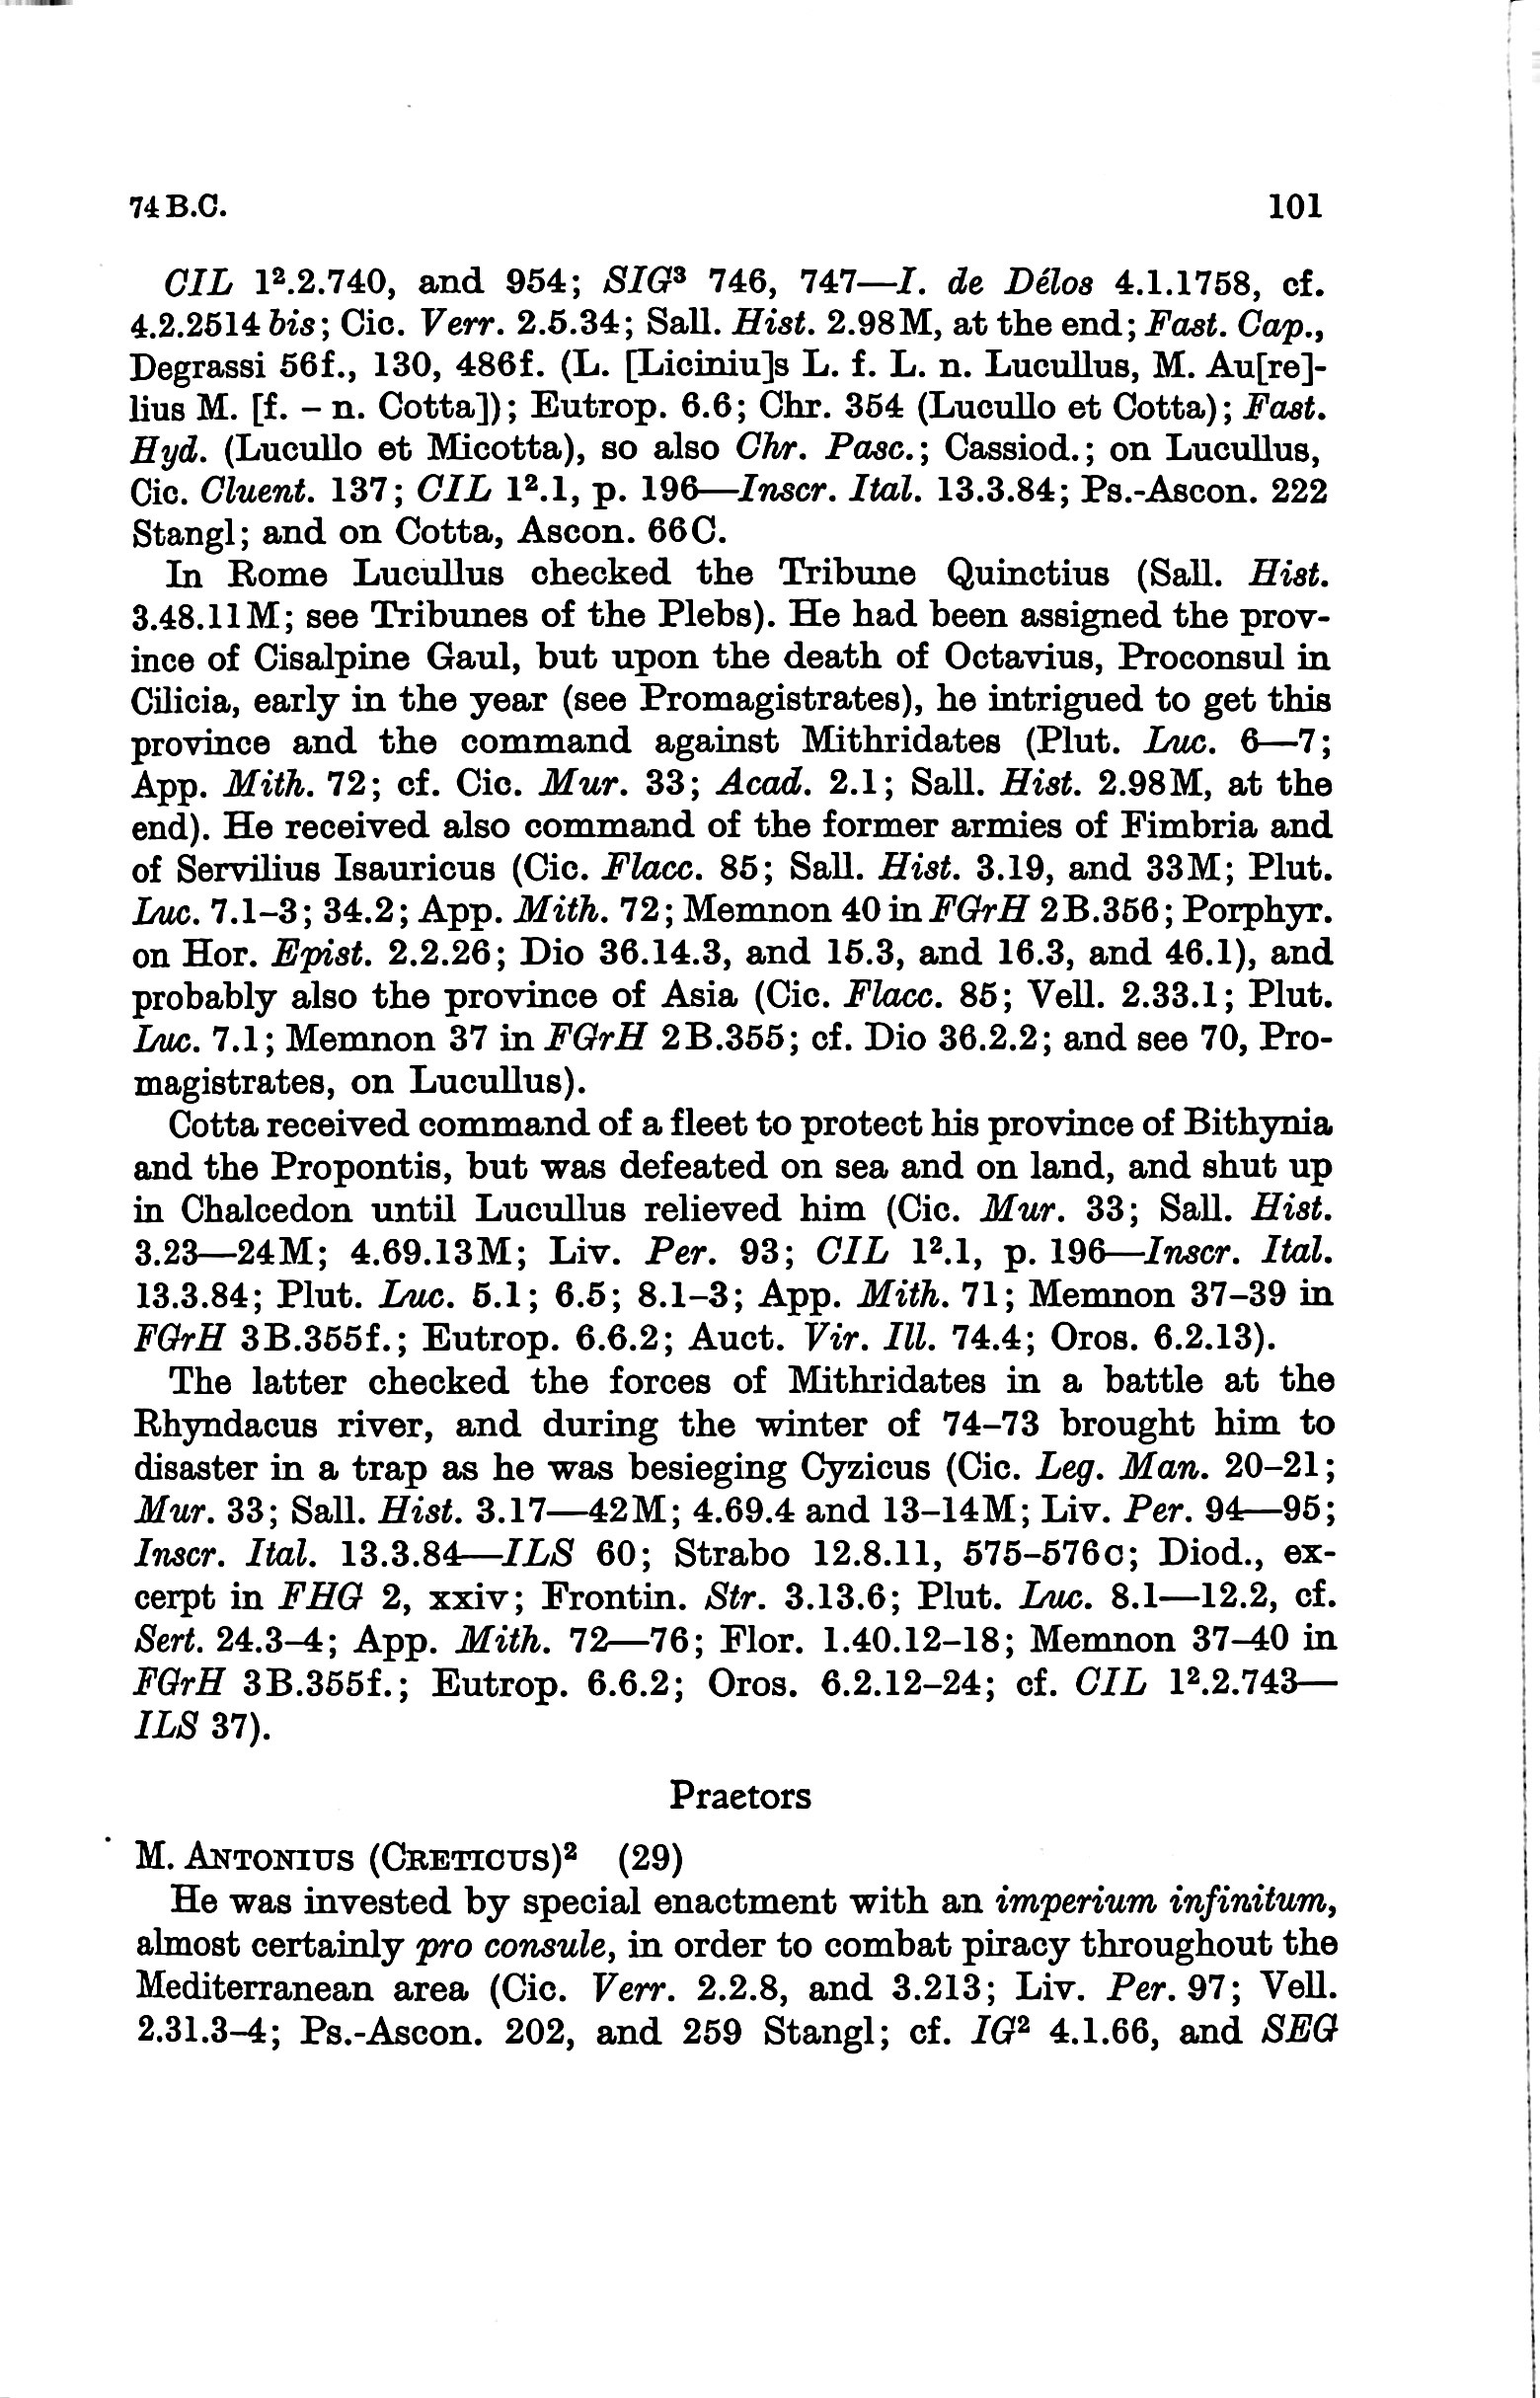 74 B.C. 101
CIL 1².2.740, and 954; SIG³ 746, 747—I. de Délos 4.1.1758, cf.
4.2.2514 bis; Cic. Verr. 2.5.34; Sall. Hist. 2.98M, at the end; Fast. Cap.,
Degrassi 56f., 130, 486f. (L. [Liciniu]s L. f. L. n. Lucullus, M. Au[re]-
lius M. [f. – n. Cotta]); Eutrop. 6.6; Chr. 354 (Lucullo et Cotta); Fast.
Hyd. (Lucullo et Micotta), so also Chr. Pasc.; Cassiod.; on Lucullus,
Cic. Cluent. 137; CIL 1².1, p. 196—Inscr. Ital. 13.3.84; Ps.-Ascon. 222
Stangl; and on Cotta, Ascon. 66C.
In Rome Lucullus checked the Tribune Quinctius (Sall. Hist.
3.48.11M; see Tribunes of the Plebs). He had been assigned the prov-
ince of Cisalpine Gaul, but upon the death of Octavius, Proconsul in
Cilicia, early in the year (see Promagistrates), he intrigued to get this
province and the command against Mithridates (Plut. Luc. 6—7;
App. Mith. 72; cf. Cic. Mur. 33; Acad. 2.1; Sall. Hist. 2.98M, at the
end). He received also command of the former armies of Fimbria and
of Servilius Isauricus (Cic. Flacc. 85; Sall. Hist. 3.19, and 33M; Plut.
Luc. 7.1–3; 34.2; App. Mith. 72; Memnon 40 in FGrH 2B.356; Porphyr.
on Hor. Epist. 2.2.26; Dio 36.14.3, and 15.3, and 16.3, and 46.1), and
probably also the province of Asia (Cic. Flacc. 85; Vell. 2.33.1; Plut.
Luc. 7.1; Memnon 37 in FGrH 2B.355; cf. Dio 36.2.2; and see 70, Pro-
magistrates, on Lucullus).
Cotta received command of a fleet to protect his province of Bithynia
and the Propontis, but was defeated on sea and on land, and shut up
in Chalcedon until Lucullus relieved him (Cic. Mur. 33; Sall. Hist.
3.23—24M; 4.69.13M; Liv. Per. 93; CIL 1².1, p. 196—Inscr. Ital.
13.3.84; Plut. Luc. 5.1; 6.5; 8.1–3; App. Mith. 71; Memnon 37–39 in
FGrH 3B.355f.; Eutrop. 6.6.2; Auct. Vir. Ill. 74.4; Oros. 6.2.13).
The latter checked the forces of Mithridates in a battle at the
Rhyndacus river, and during the winter of 74–73 brought him to
disaster in a trap as he was besieging Cyzicus (Cic. Leg. Man. 20–21;
Mur. 33; Sall. Hist. 3.17—42M; 4.69.4 and 13–14M; Liv. Per. 94—95;
Inscr. Ital. 13.3.84—ILS 60; Strabo 12.8.11, 575–576c; Diod., ex-
cerpt in FHG 2, xxiv; Frontin. Str. 3.13.6; Plut. Luc. 8.1—12.2, cf.
Sert. 24.3–4; App. Mith. 72—76; Flor. 1.40.12–18; Memnon 37–40 in
FGrH 3B.355f.; Eutrop. 6.6.2; Oros. 6.2.12–24; cf. CIL 1².2.743—
ILS 37).
Praetors
M. ANTONIUS (CRETICUS)² (29)
He was invested by special enactment with an imperium infinitum,
almost certainly pro consule, in order to combat piracy throughout the
Mediterranean area (Cic. Verr. 2.2.8, and 3.213; Liv. Per. 97; Vell.
2.31.3–4; Ps.-Ascon. 202, and 259 Stangl; cf. IG² 4.1.66, and SEG